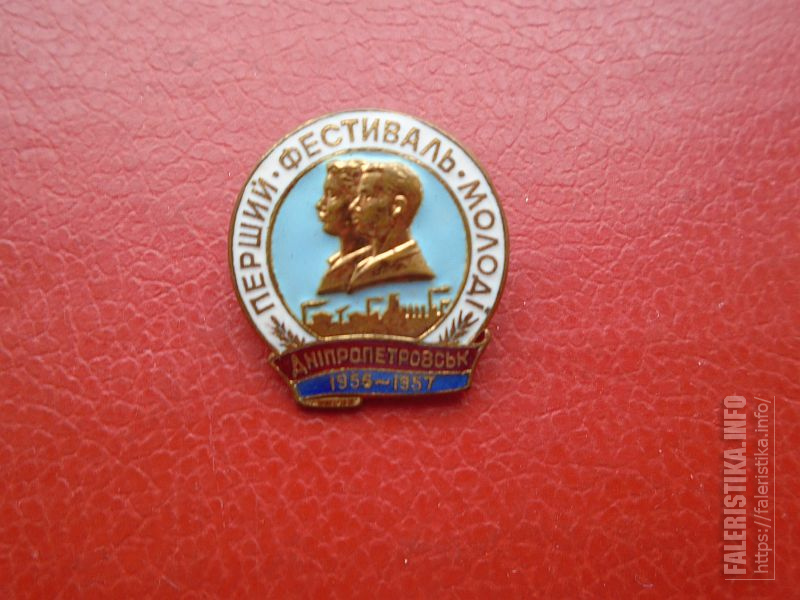 ПЕРШИЙ · ФЕСТИВАЛЬ · МОЛОДІ
ДНІПРОПЕТРОВСЬК
1956~1957
FALERISTIKA.INFO
https://faleristika.info/